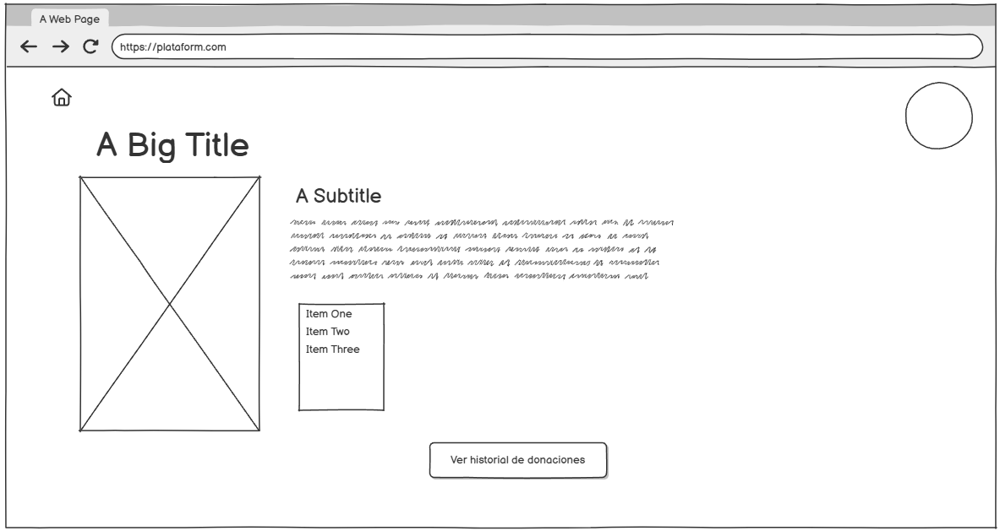 A Web Page
https://plataform.com
A Big Title
A Subtitle
Item One
Item Two
Item Three
Ver historial de donaciones